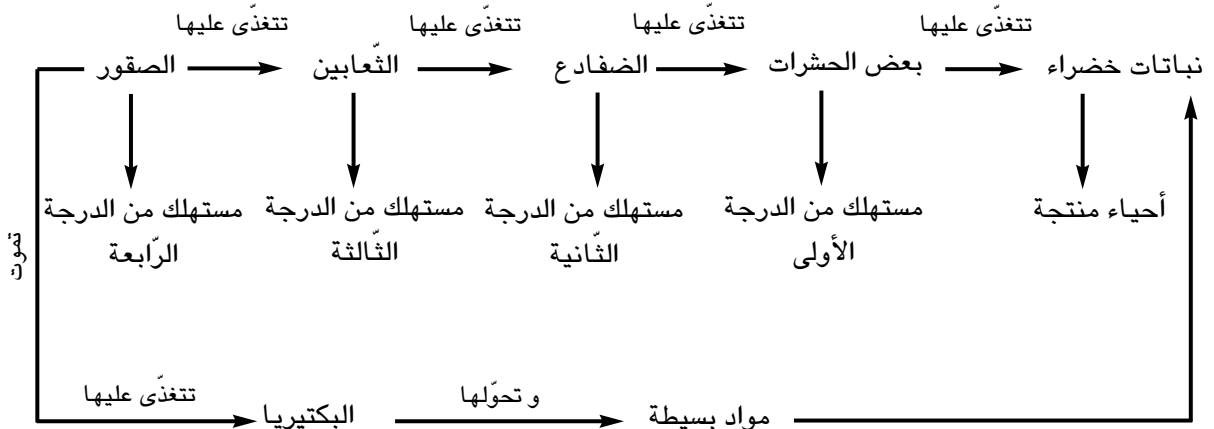 تتغذّى عليها تتغذّى عليها تتغذّى عليها تتغذّى عليها
نباتات خضراء بعض الحشرات الضفادع الثّعابين الصقور
أحياء منتجة مستهلك من الدرجة مستهلك من الدرجة مستهلك من الدرجة مستهلك من الدرجة
الأولى الثّانية الثّالثة الرّابعة
تموت
تتغذّى عليها و تحوّلها
البكتيريا مواد بسيطة